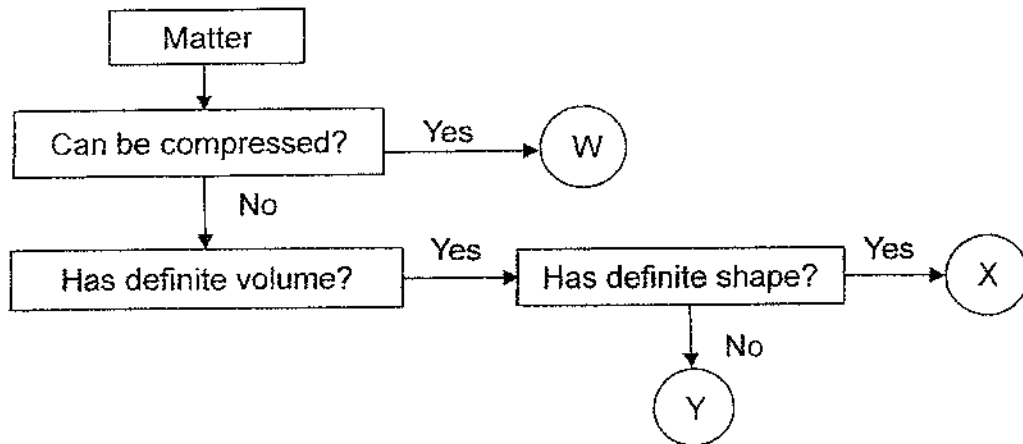 Matter
Can be compressed?
Yes
W
No
Has definite volume?
Yes
Has definite shape?
Yes
X
No
Y